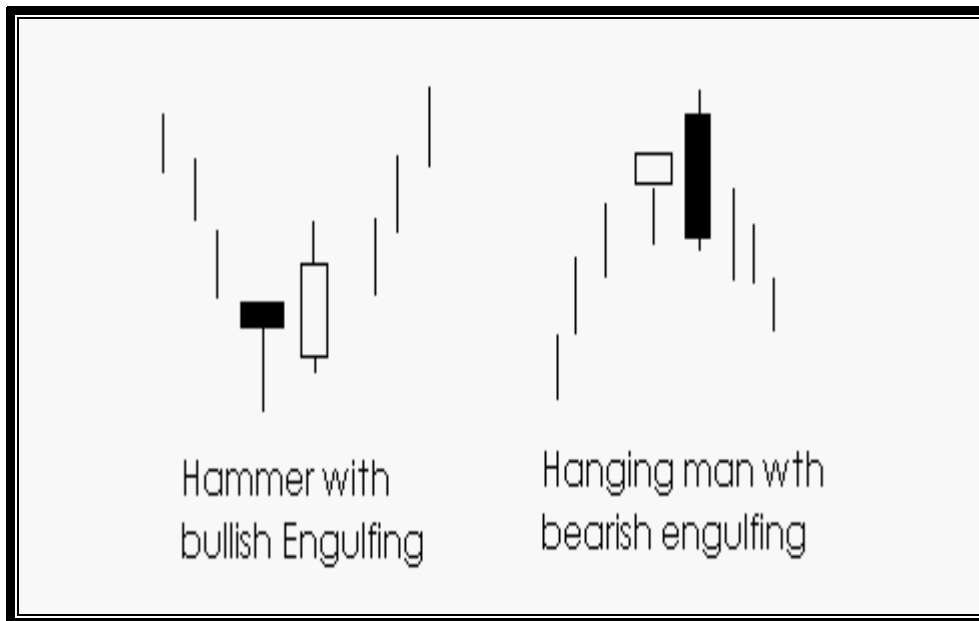 Hammer with
bullish Engulfing
Hanging man wth
bearish engulfing